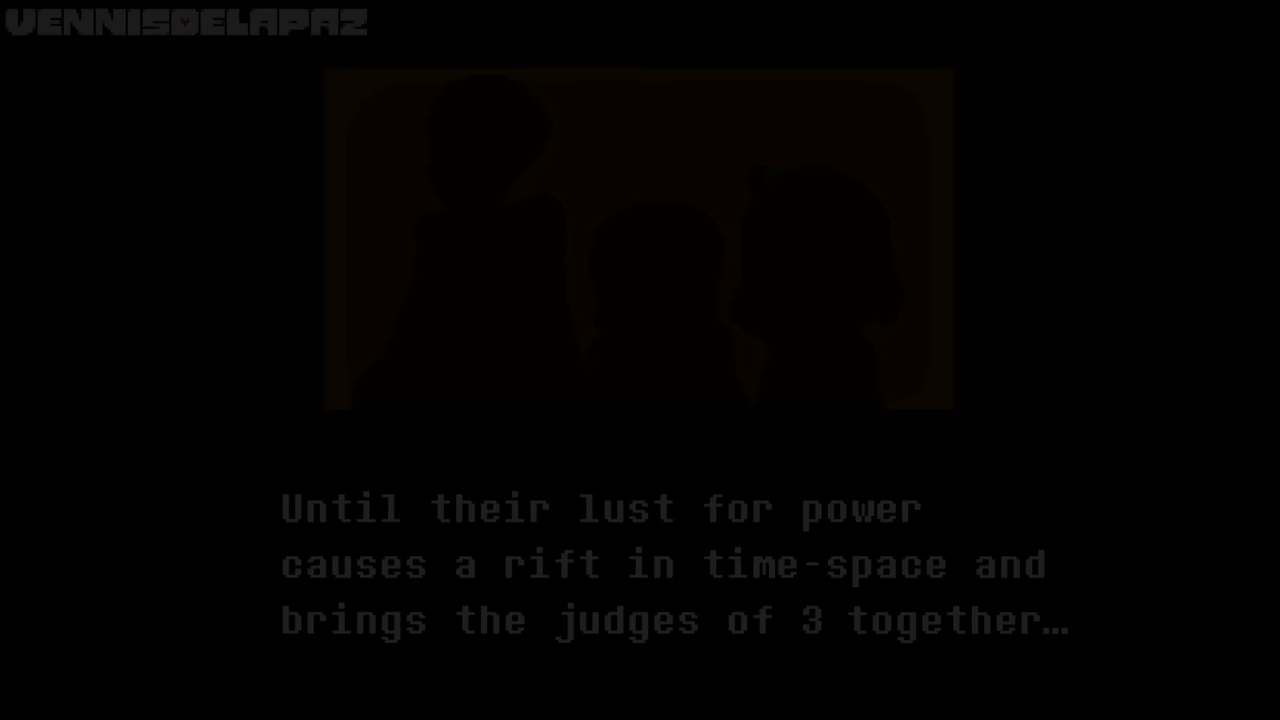 VENNISDELAPAZ
Until their lust for power
causes a rift in time-space and
brings the judges of 3 together…